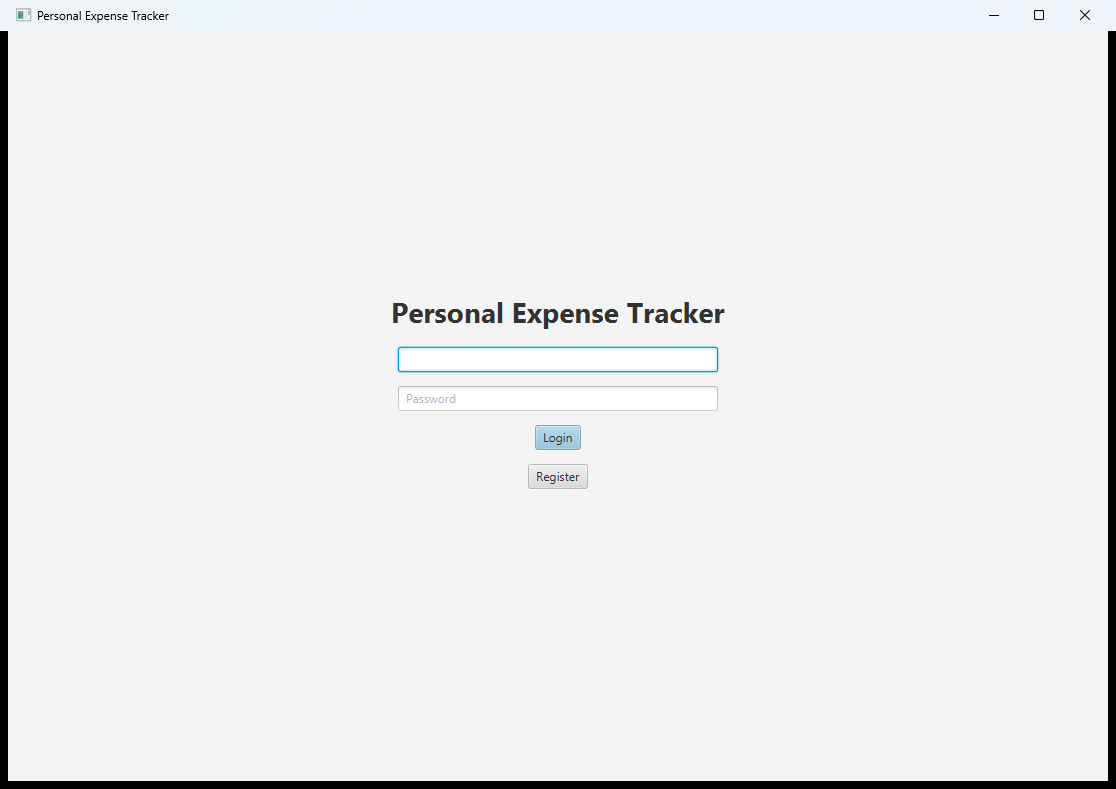 Personal Expense Tracker
Personal Expense Tracker
Password
Login
Register